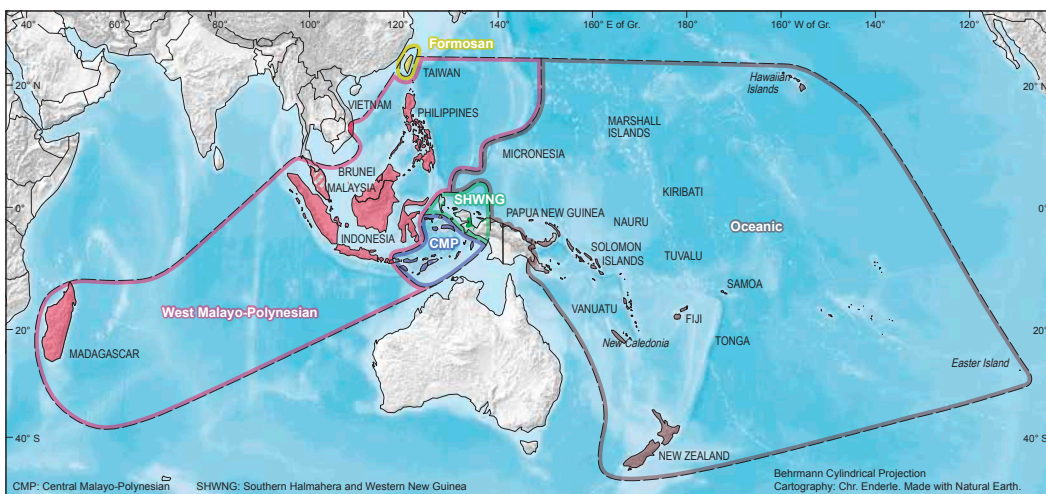 40°
60°
80°
100°
120°
140°
160° E of Gr.
180°
160° W of Gr.
140°
120°
Formosan
TAIWAN
20° N
Hawaiian
Islands
20° N
VIETNAM
PHILIPPINES
MARSHALL
ISLANDS
MICRONESIA
BRUNEI
MALAYSIA
KIRIBATI
SHWNG
0°
PAPUA NEW GUINEA
NAURU
0°
Oceanic
INDONESIA
CMP
SOLOMON
ISLANDS
TUVALU
SAMOA
West Malayo-Polynesian
VANUATU
FIJI
20°
New Caledonia
TONGA
20°
MADAGASCAR
Easter Island
40° S
40° S
NEW ZEALAND
Behrmann Cylindrical Projection
CMP: Central Malayo-Polynesian
SHWNG: Southern Halmahera and Western New Guinea
Cartography: Chr. Enderle. Made with Natural Earth.